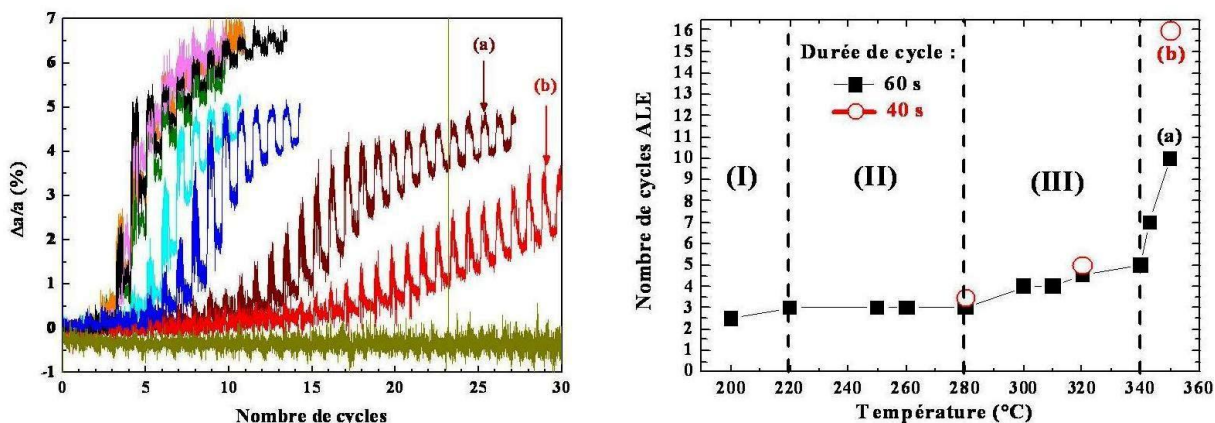 7
6
5
4
3
2
1
0
-1
Δa/a (%)
(a)
(b)
0 5 10 15 20 25 30
Nombre de cycles
16
15
14
13
12
11
10
9
8
7
6
5
4
3
2
1
0
Nombre de cycles ALE
Durée de cycle :
60 s
40 s
(b)
(a)
(I)
(II)
(III)
200 220 240 260 280 300 320 340 360
Température (°C)